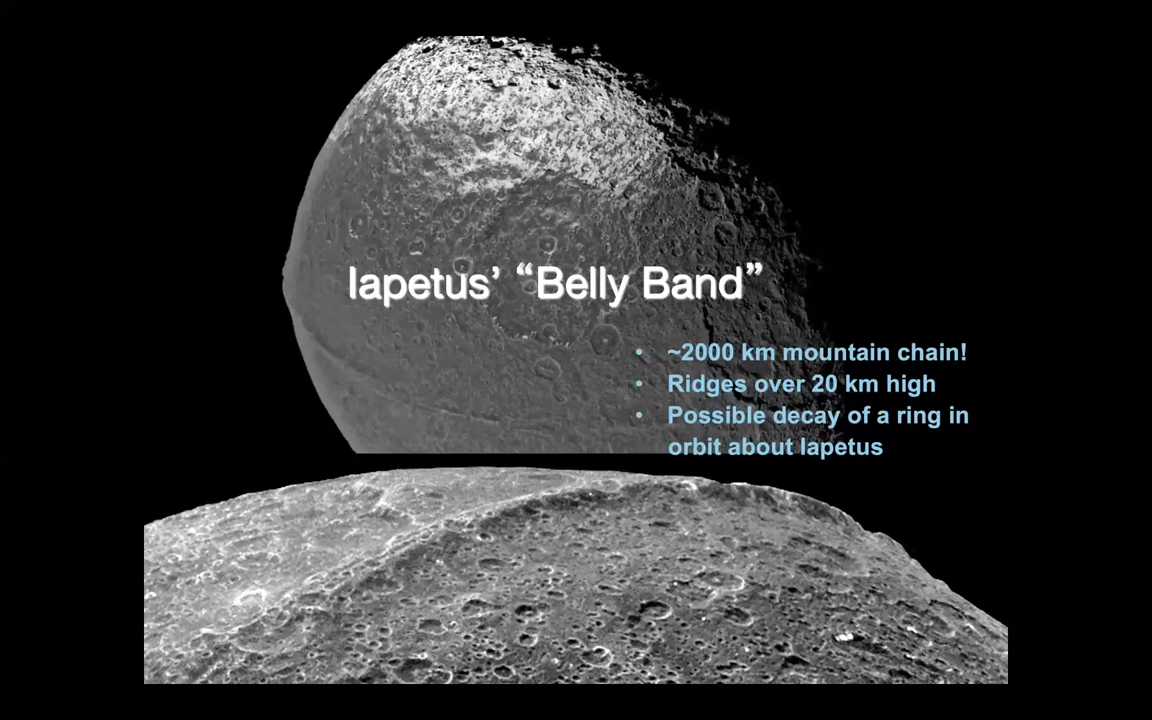 Iapetus’ “Belly Band”
• ~2000 km mountain chain!
• Ridges over 20 km high
• Possible decay of a ring in
orbit about Iapetus